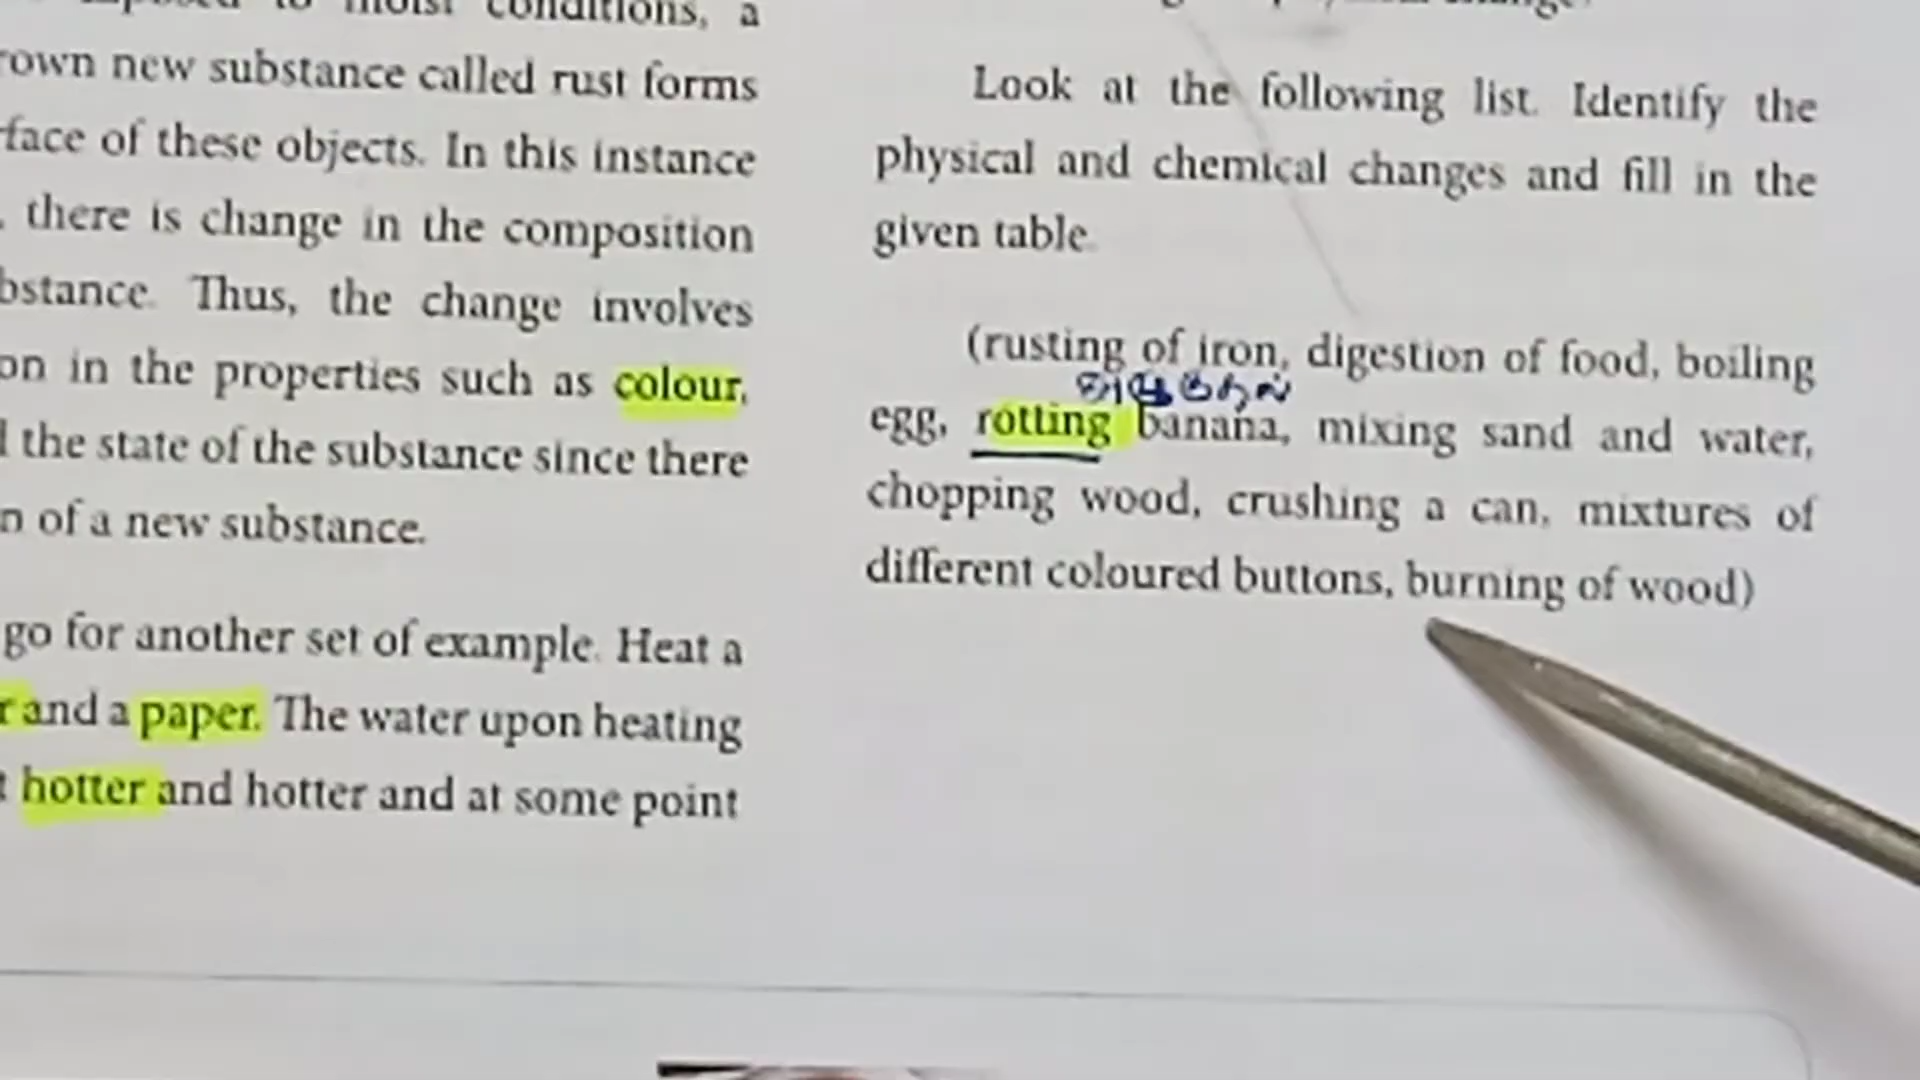 to moist conditions, a
own new substance called rust forms
face of these objects. In this instance
there is change in the composition
bstance. Thus, the change involves
on in the properties such as colour,
the state of the substance since there
n of a new substance.
go for another set of example. Heat a
r and a paper. The water upon heating
hotter and hotter and at some point
Look at the following list. Identify the
physical and chemical changes and fill in the
given table.
(rusting of iron, digestion of food, boiling
அழுகுதல்
egg, rotting banana, mixing sand and water,
chopping wood, crushing a can, mixtures of
different coloured buttons, burning of wood)